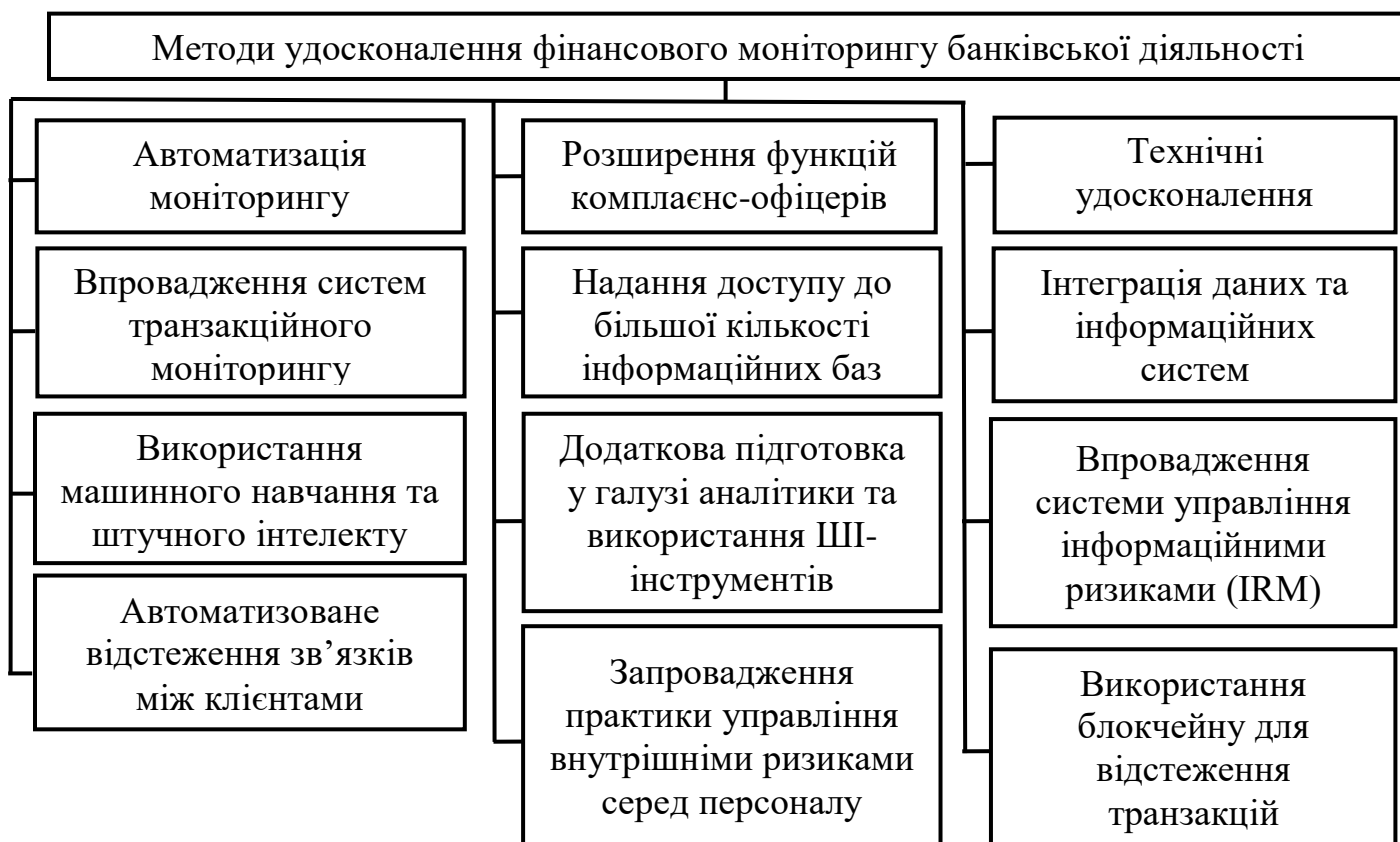 Методи удосконалення фінансового моніторингу банківської діяльності
Автоматизація
моніторингу
Впровадження систем
транзакційного
моніторингу
Використання
машинного навчання та
штучного інтелекту
Автоматизоване
відстеження зв’язків
між клієнтами
Розширення функцій
комплаєнс-офіцерів
Надання доступу до
більшої кількості
інформаційних баз
Додаткова підготовка
у галузі аналітики та
використання ШІ-
інструментів
Запровадження
практики управління
внутрішніми ризиками
серед персоналу
Технічні
удосконалення
Інтеграція даних та
інформаційних
систем
Впровадження
системи управління
інформаційними
ризиками (IRM)
Використання
блокчейну для
відстеження
транзакцій